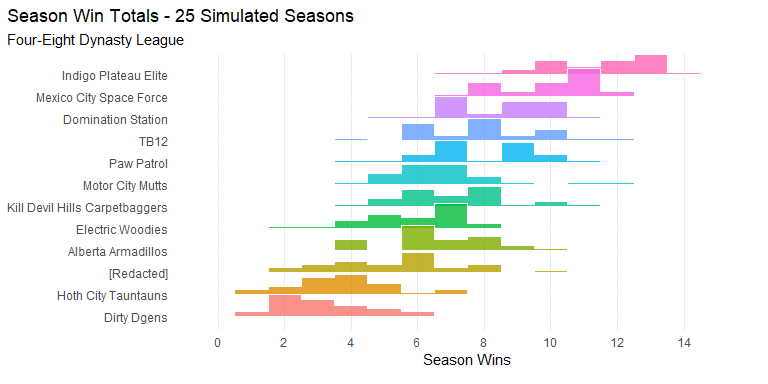 Season Win Totals - 25 Simulated Seasons
Four-Eight Dynasty League
Indigo Plateau Elite
Mexico City Space Force
Domination Station
TB12
Paw Patrol
Motor City Mutts
Kill Devil Hills Carpetbaggers
Electric Woodies
Alberta Armadillos
[Redacted]
Hoth City Tauntauns
Dirty Dgens
0 2 4 6 8 10 12 14
Season Wins